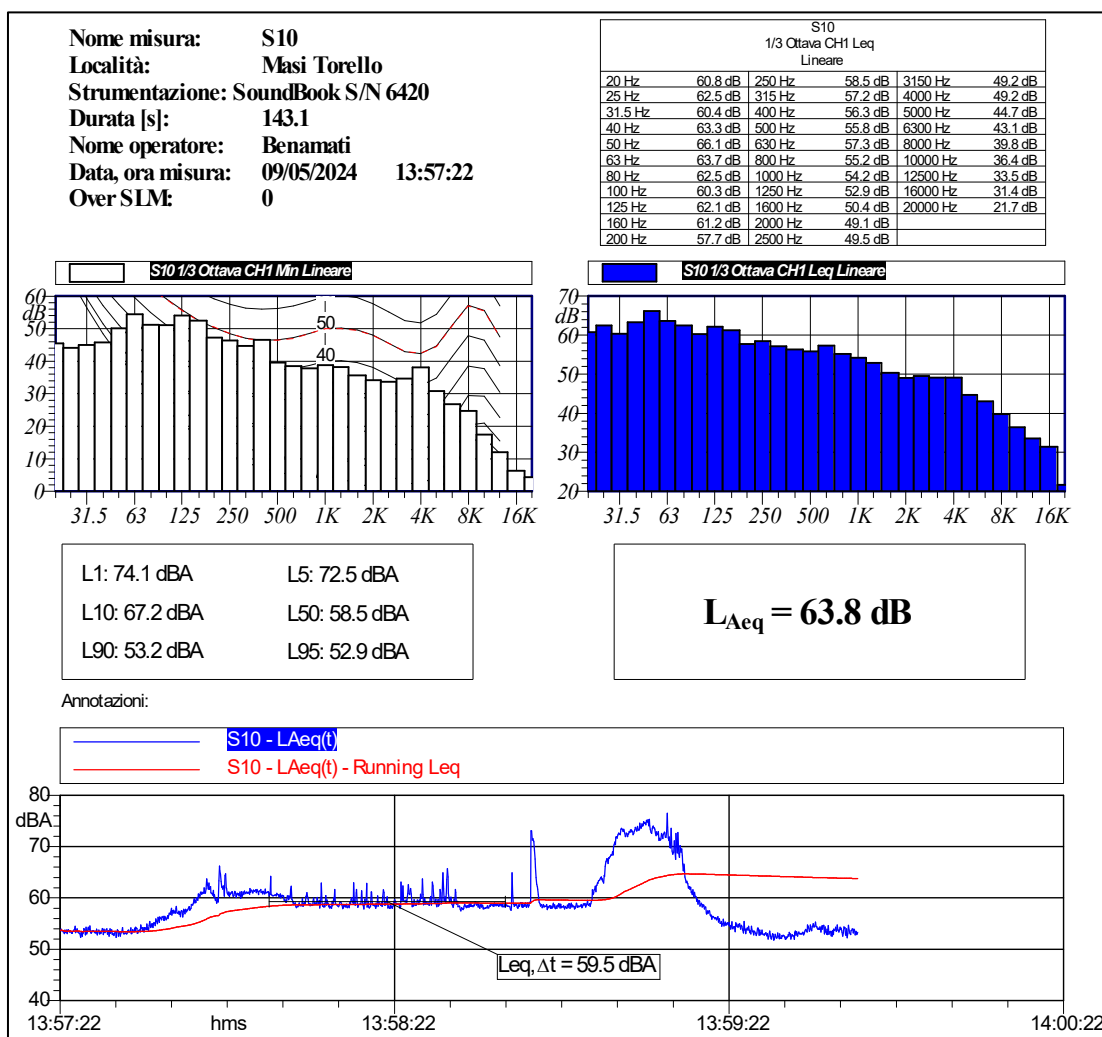 Nome misura: S10
Località: Masi Torello
Strumentazione: SoundBook S/N 6420
Durata [s]: 143.1
Nome operatore: Benamati
Data, ora misura: 09/05/2024 13:57:22
Over SLM: 0
S10
1/3 Ottava CH1 Leq
Lineare
20 Hz 60.8 dB 250 Hz 58.5 dB 3150 Hz 49.2 dB
25 Hz 62.5 dB 315 Hz 57.2 dB 4000 Hz 49.2 dB
31.5 Hz 60.4 dB 400 Hz 56.3 dB 5000 Hz 44.7 dB
40 Hz 63.3 dB 500 Hz 55.8 dB 6300 Hz 43.1 dB
50 Hz 66.1 dB 630 Hz 57.3 dB 8000 Hz 39.8 dB
63 Hz 63.7 dB 800 Hz 55.2 dB 10000 Hz 36.4 dB
80 Hz 62.5 dB 1000 Hz 54.2 dB 12500 Hz 33.5 dB
100 Hz 60.3 dB 1250 Hz 52.9 dB 16000 Hz 31.4 dB
125 Hz 62.1 dB 1600 Hz 50.4 dB 20000 Hz 21.7 dB
160 Hz 61.2 dB 2000 Hz 49.1 dB
200 Hz 57.7 dB 2500 Hz 49.5 dB
S10 1/3 Ottava CH1 Min Lineare
60
dB
50
40
30
20
10
0
50
40
31.5 63 125 250 500 1K 2K 4K 8K 16K
S10 1/3 Ottava CH1 Leq Lineare
70
dB
60
50
40
30
20
31.5 63 125 250 500 1K 2K 4K 8K 16K
L1: 74.1 dBA L5: 72.5 dBA
L10: 67.2 dBA L50: 58.5 dBA
L90: 53.2 dBA L95: 52.9 dBA
LAeq = 63.8 dB
Annotazioni:
S10 - LAeq(t)
S10 - LAeq(t) - Running Leq
80
dBA
70
60
50
40
Leq, Δt = 59.5 dBA
13:57:22 hms 13:58:22 13:59:22 14:00:22